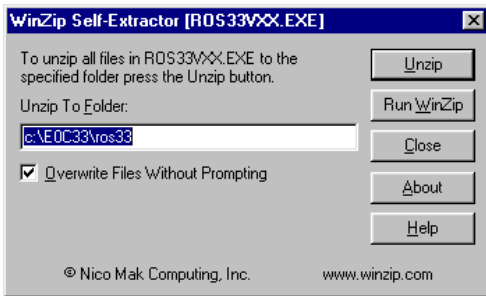 WinZip Self-Extractor [ROS33VXX.EXE]
To unzip all files in ROS33VXX.EXE to the
specified folder press the Unzip button.
Unzip To Folder:
c:\E0C33\ros33
Overwrite Files Without Prompting
Unzip
Run WinZip
Close
About
Help
© Nico Mak Computing, Inc. www.winzip.com